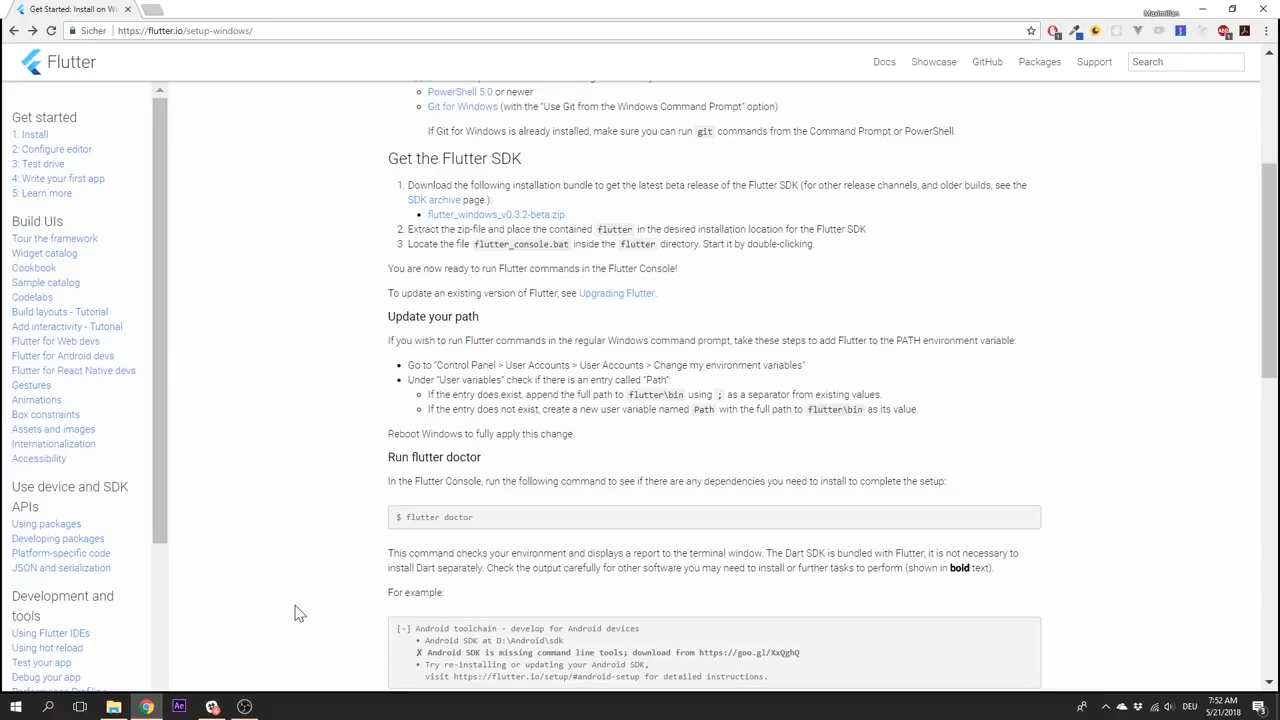 Get Started: Install on Wi
Maximilian
Sicher
https://flutter.io/setup-windows/
Flutter
Docs
Showcase
GitHub
Packages
Support
Search
Get started
1: Install
2: Configure editor
3: Test drive
4: Write your first app
5: Learn more
Build UIs
Tour the framework
Widget catalog
Cookbook
Sample catalog
Codelabs
Build layouts - Tutorial
Add interactivity - Tutorial
Flutter for Web devs
Flutter for Android devs
Flutter for React Native devs
Gestures
Animations
Box constraints
Assets and images
Internationalization
Accessibility
Use device and SDK
APIs
Using packages
Developing packages
Platform-specific code
JSON and serialization
Development and
tools
Using Flutter IDEs
Using hot reload
Test your app
Debug your app
PowerShell 5.0 or newer
Git for Windows (with the “Use Git from the Windows Command Prompt” option)
If Git for Windows is already installed, make sure you can run git commands from the Command Prompt or PowerShell.
Get the Flutter SDK
1. Download the following installation bundle to get the latest beta release of the Flutter SDK (for other release channels, and older builds, see the
SDK archive page.):
flutter_windows_v0.3.2-beta.zip
2. Extract the zip-file and place the contained flutter in the desired installation location for the Flutter SDK
3. Locate the file flutter_console.bat inside the flutter directory. Start it by double-clicking.
You are now ready to run Flutter commands in the Flutter Console!
To update an existing version of Flutter, see Upgrading Flutter.
Update your path
If you wish to run Flutter commands in the regular Windows command prompt, take these steps to add Flutter to the PATH environment variable:
Go to “Control Panel > User Accounts > User Accounts > Change my environment variables”
Under “User variables” check if there is an entry called “Path”:
If the entry does exist, append the full path to flutter\bin using ; as a separator from existing values.
If the entry does not exist, create a new user variable named Path with the full path to flutter\bin as its value.
Reboot Windows to fully apply this change.
Run flutter doctor
In the Flutter Console, run the following command to see if there are any dependencies you need to install to complete the setup:
$ flutter doctor
This command checks your environment and displays a report to the terminal window. The Dart SDK is bundled with Flutter; it is not necessary to
install Dart separately. Check the output carefully for other software you may need to install or further tasks to perform (shown in bold text).
For example:
[-] Android toolchain - develop for Android devices
• Android SDK at D:\Android\sdk
✗ Android SDK is missing command line tools; download from https://goo.gl/XxQghQ
• Try re-installing or updating your Android SDK,
visit https://flutter.io/setup/#android-setup for detailed instructions.
Ae
DEU
7:52 AM
5/21/2018